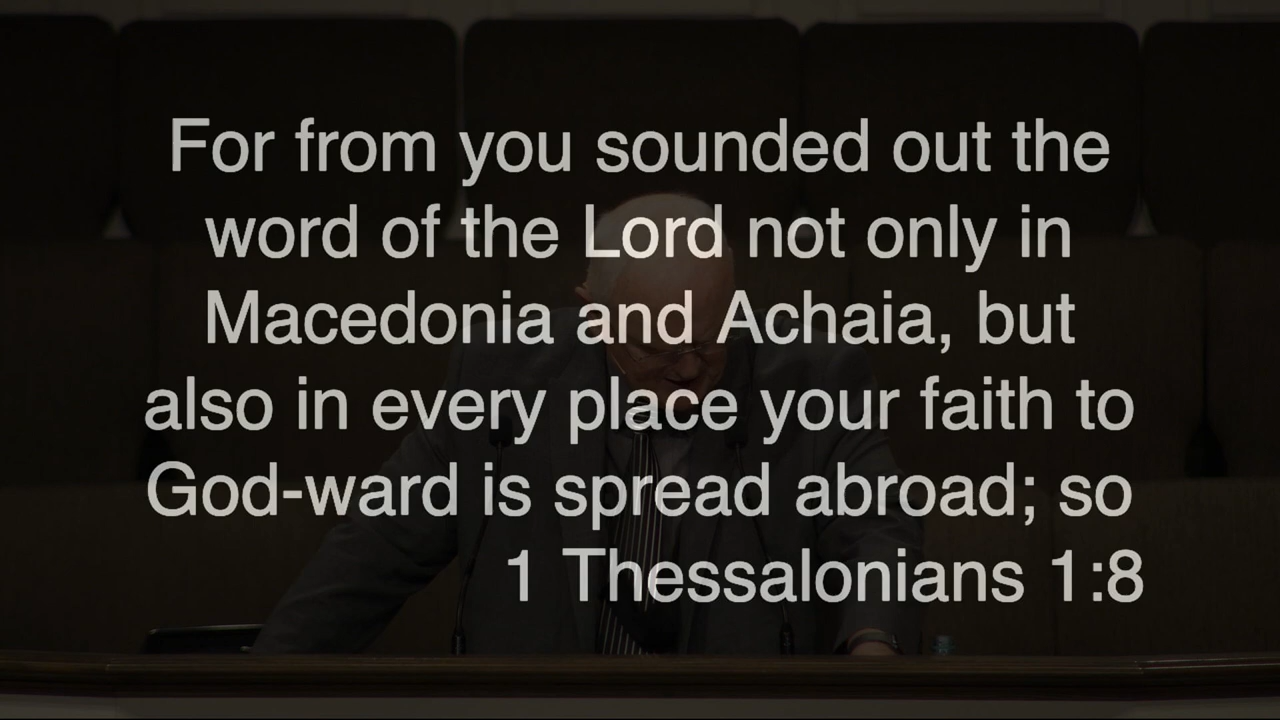 For from you sounded out the
word of the Lord not only in
Macedonia and Achaia, but
also in every place your faith to
God-ward is spread abroad; so
1 Thessalonians 1:8